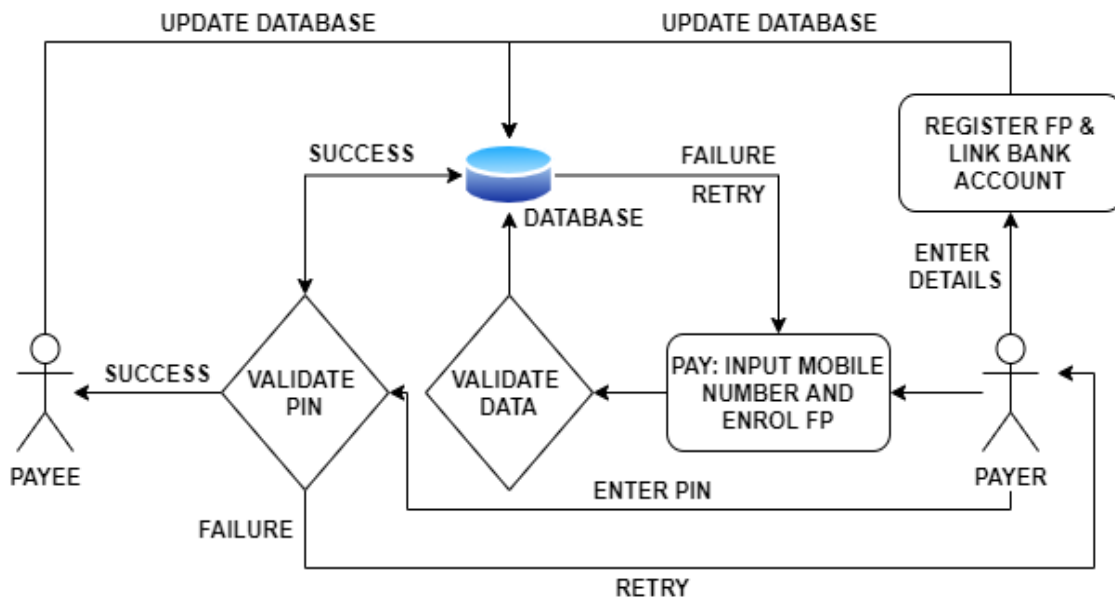 UPDATE DATABASE
UPDATE DATABASE
REGISTER FP &
LINK BANK
ACCOUNT
SUCCESS
FAILURE
RETRY
DATABASE
ENTER
DETAILS
SUCCESS
VALIDATE
PIN
VALIDATE
DATA
PAY: INPUT MOBILE
NUMBER AND
ENROL FP
PAYEE
PAYER
ENTER PIN
FAILURE
RETRY